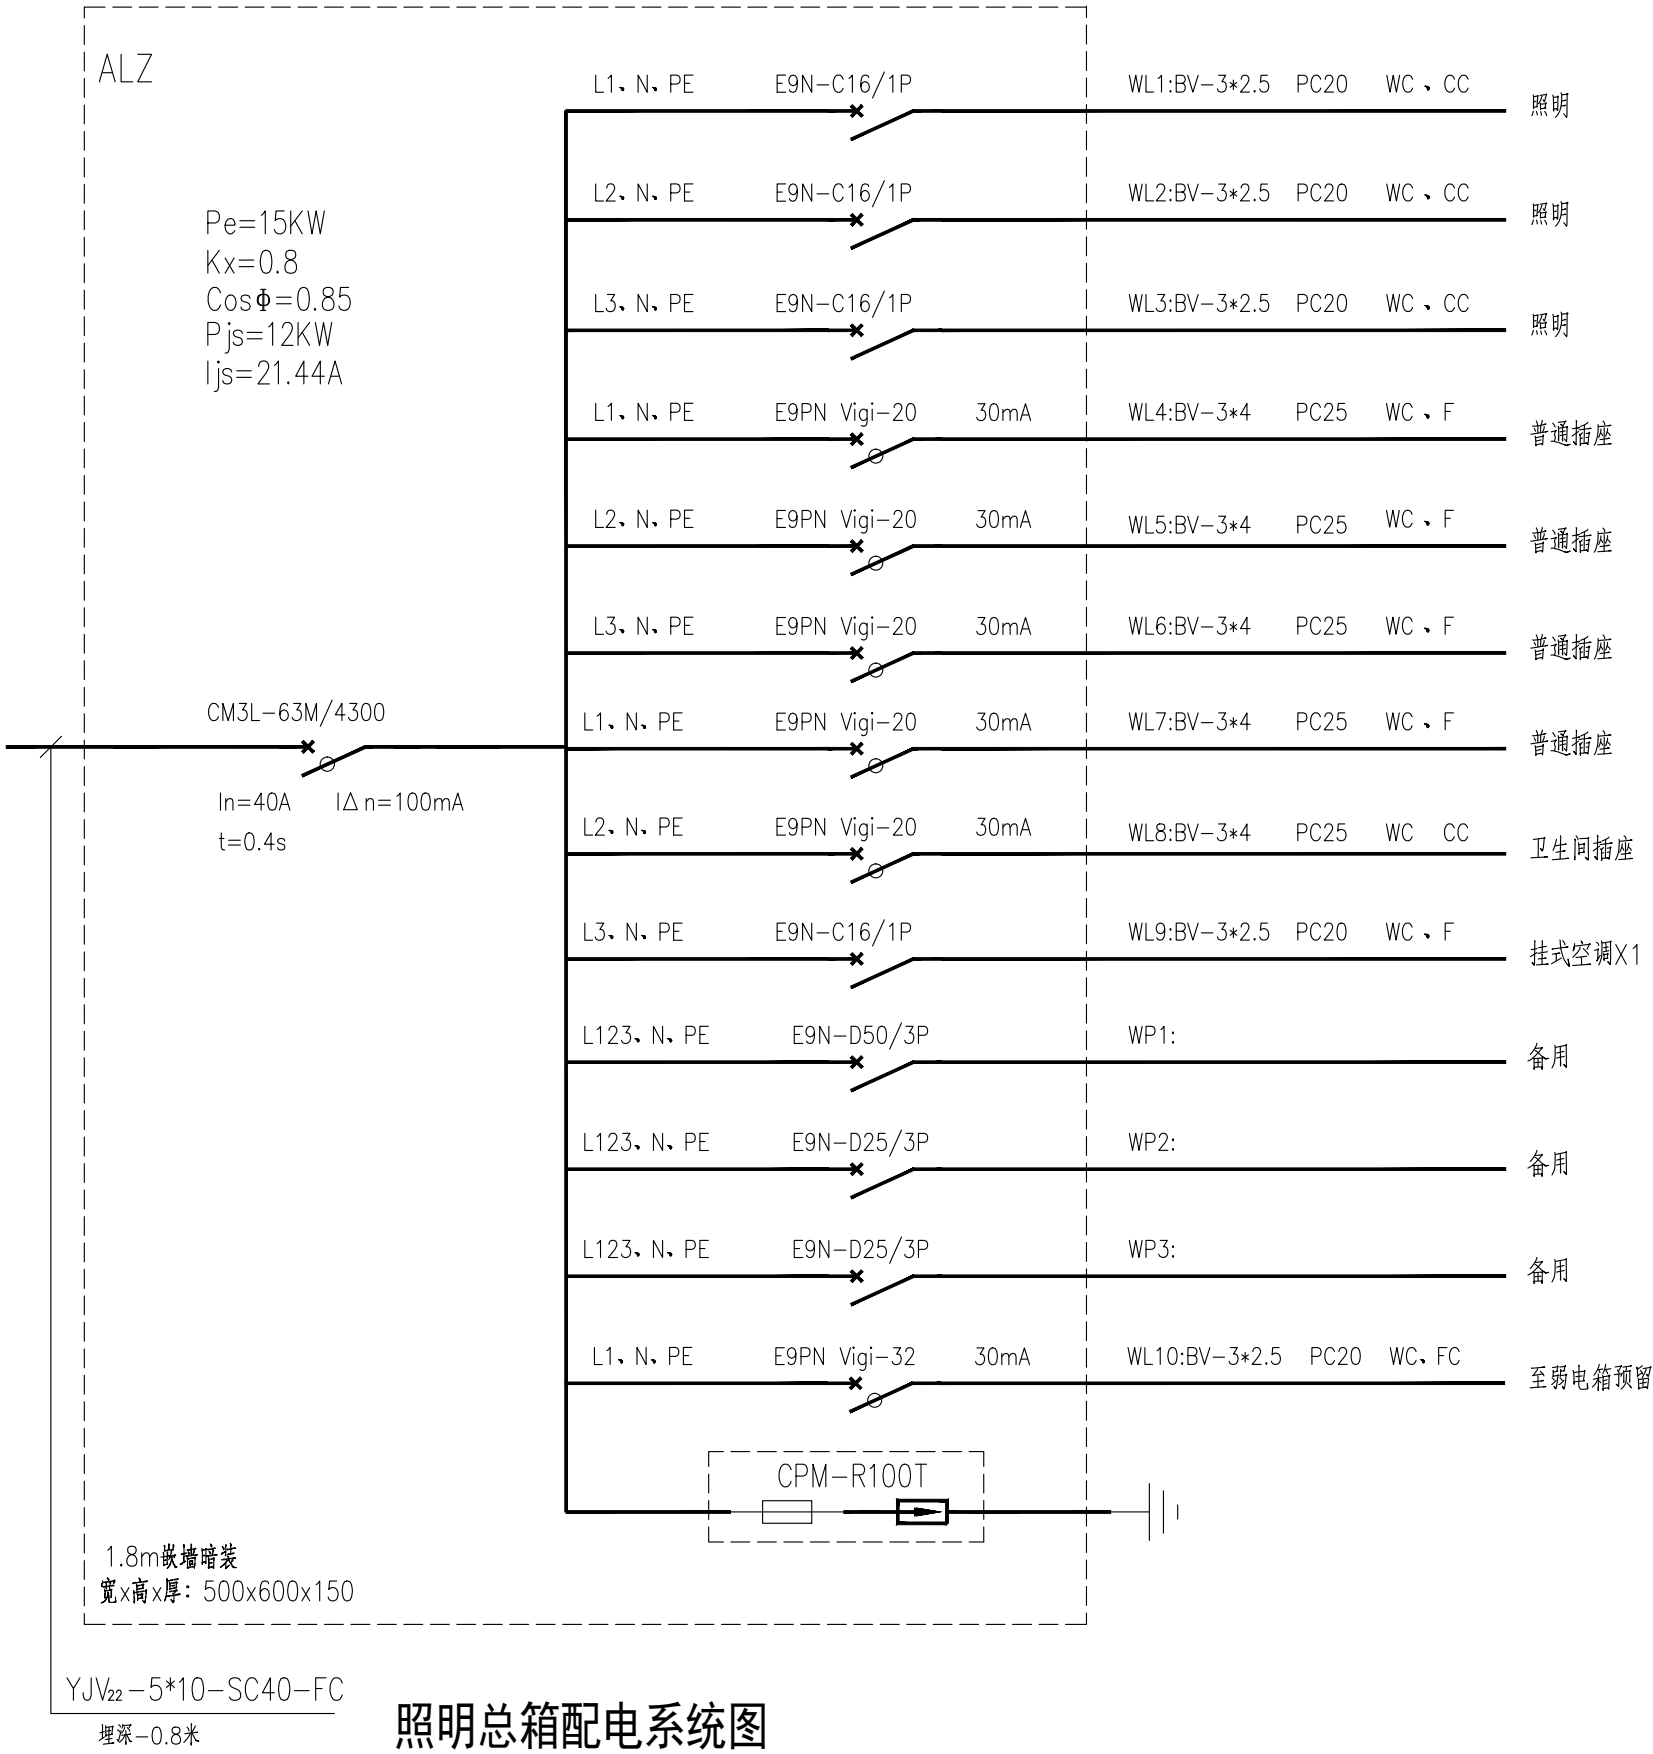 ALZ
Pe=15KW
Kx=0.8
CosΦ=0.85
Pjs=12KW
Ijs=21.44A
L1、N、PE E9N-C16/1P WL1:BV-3*2.5 PC20 WC、CC 照明
L2、N、PE E9N-C16/1P WL2:BV-3*2.5 PC20 WC、CC 照明
L3、N、PE E9N-C16/1P WL3:BV-3*2.5 PC20 WC、CC 照明
L1、N、PE E9PN Vigi-20 30mA WL4:BV-3*4 PC25 WC、F 普通插座
L2、N、PE E9PN Vigi-20 30mA WL5:BV-3*4 PC25 WC、F 普通插座
L3、N、PE E9PN Vigi-20 30mA WL6:BV-3*4 PC25 WC、F 普通插座
CM3L-63M/4300
In=40A I△n=100mA
t=0.4s
L1、N、PE E9PN Vigi-20 30mA WL7:BV-3*4 PC25 WC、F 普通插座
L2、N、PE E9PN Vigi-20 30mA WL8:BV-3*4 PC25 WC CC 卫生间插座
L3、N、PE E9N-C16/1P WL9:BV-3*2.5 PC20 WC、F 挂式空调X1
L123、N、PE E9N-D50/3P WP1: 备用
L123、N、PE E9N-D25/3P WP2: 备用
L123、N、PE E9N-D25/3P WP3: 备用
L1、N、PE E9PN Vigi-32 30mA WL10:BV-3*2.5 PC20 WC、FC 至弱电箱预留
CPM-R100T
1.8m嵌墙暗装
宽x高x厚：500x600x150
YJV22-5*10-SC40-FC
埋深-0.8米
照明总箱配电系统图